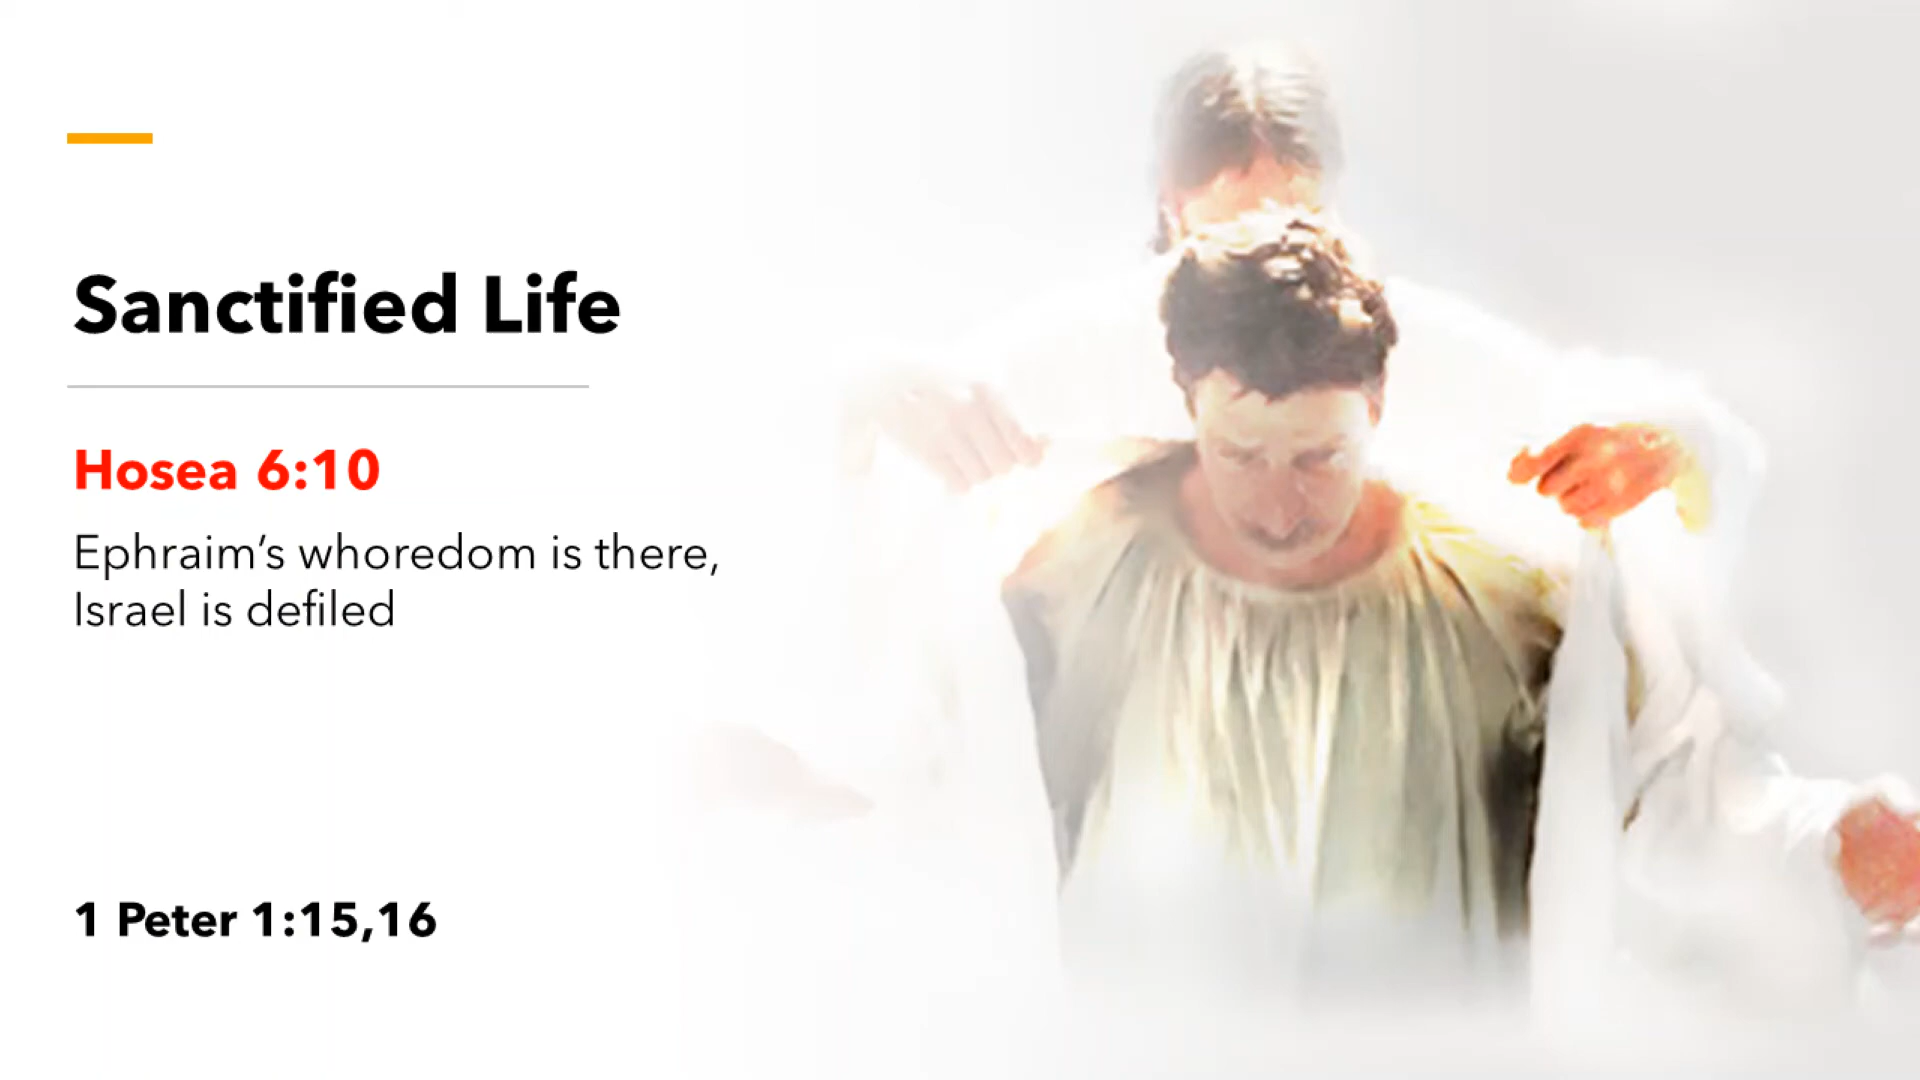 Sanctified Life
Hosea 6:10
Ephraim’s whoredom is there,
Israel is defiled
1 Peter 1:15,16